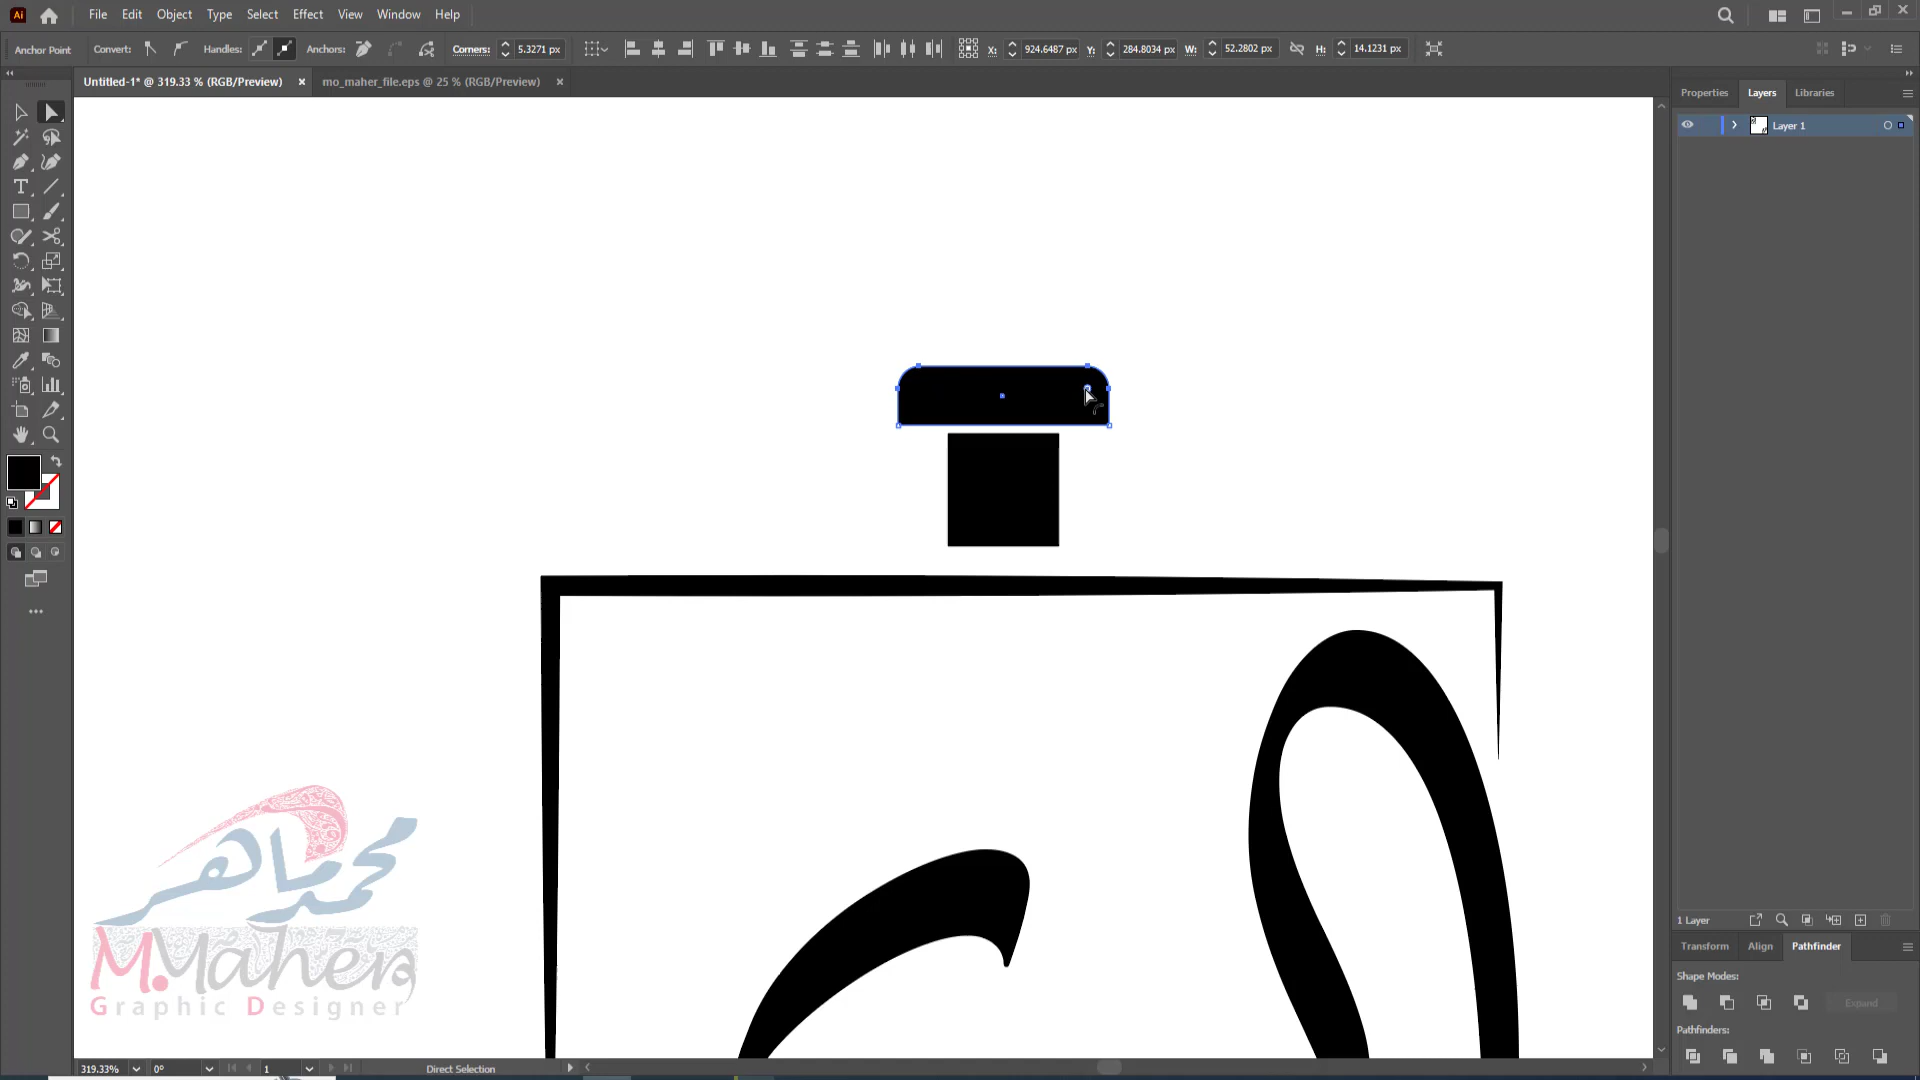 Ai File Edit Object Type Select Effect View Window Help
Anchor Point Convert: Handles: Anchors: Corners: 5.3271 px X: 924.6487 px Y: 284.8034 px W: 52.2802 px H: 14.1231 px
Untitled-1* @ 319.33 % (RGB/Preview) × mo_maher_file.eps @ 25 % (RGB/Preview) ×
Properties Layers Libraries
Layer 1
محمد ماهر
M.Maher
Graphic Designer
1 Layer
Transform Align Pathfinder
Shape Modes:
Expand
Pathfinders:
319.33% 0° 1 Direct Selection